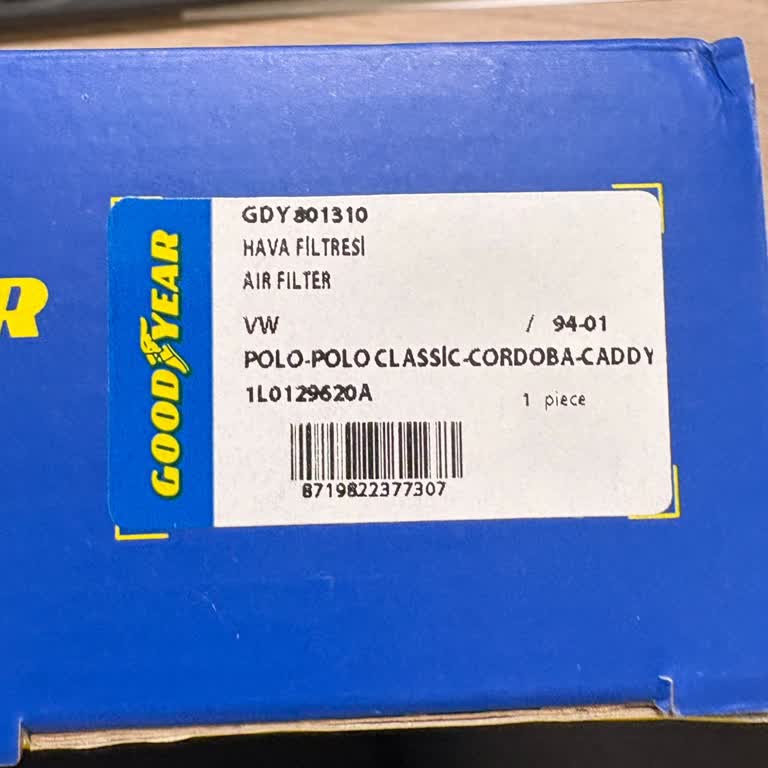 R
GOODYEAR
GDY801310
HAVA FİLTRESİ
AIR FILTER
VW / 94-01
POLO-POLO CLASSİC-CORDOBA-CADDY
1L0129620A
1 piece
8719822377307